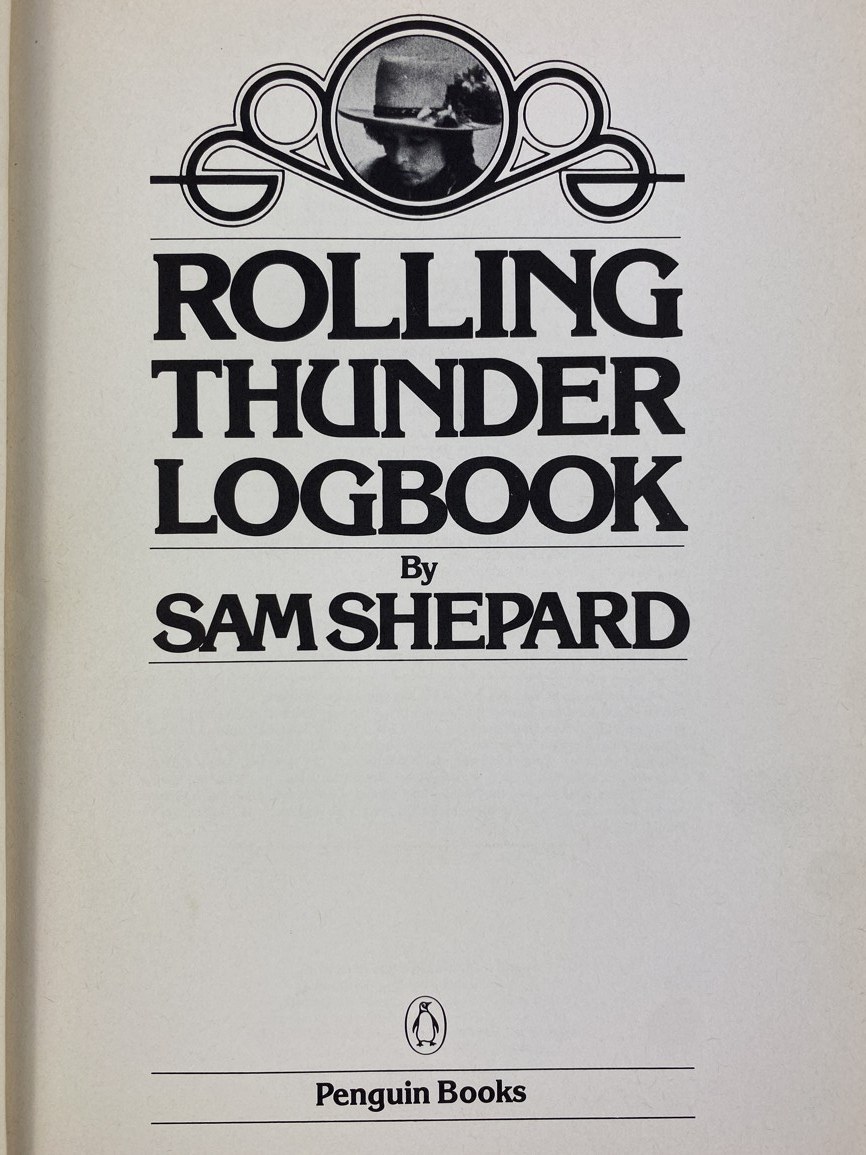 ROLLING
THUNDER
LOGBOOK
By
SAM SHEPARD
Penguin Books